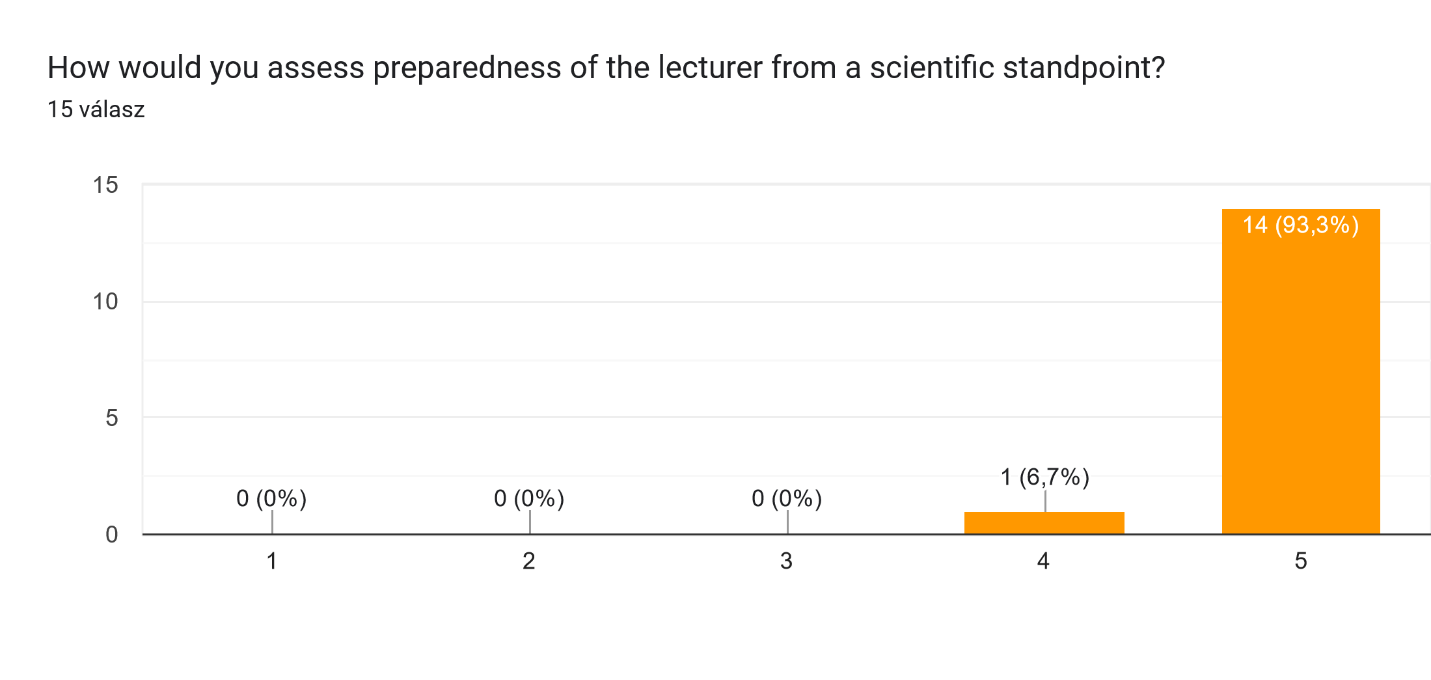 How would you assess preparedness of the lecturer from a scientific standpoint?
15 válasz
15
14 (93,3%)
10
5
1 (6,7%)
0 (0%) 0 (0%) 0 (0%)
0
1 2 3 4 5